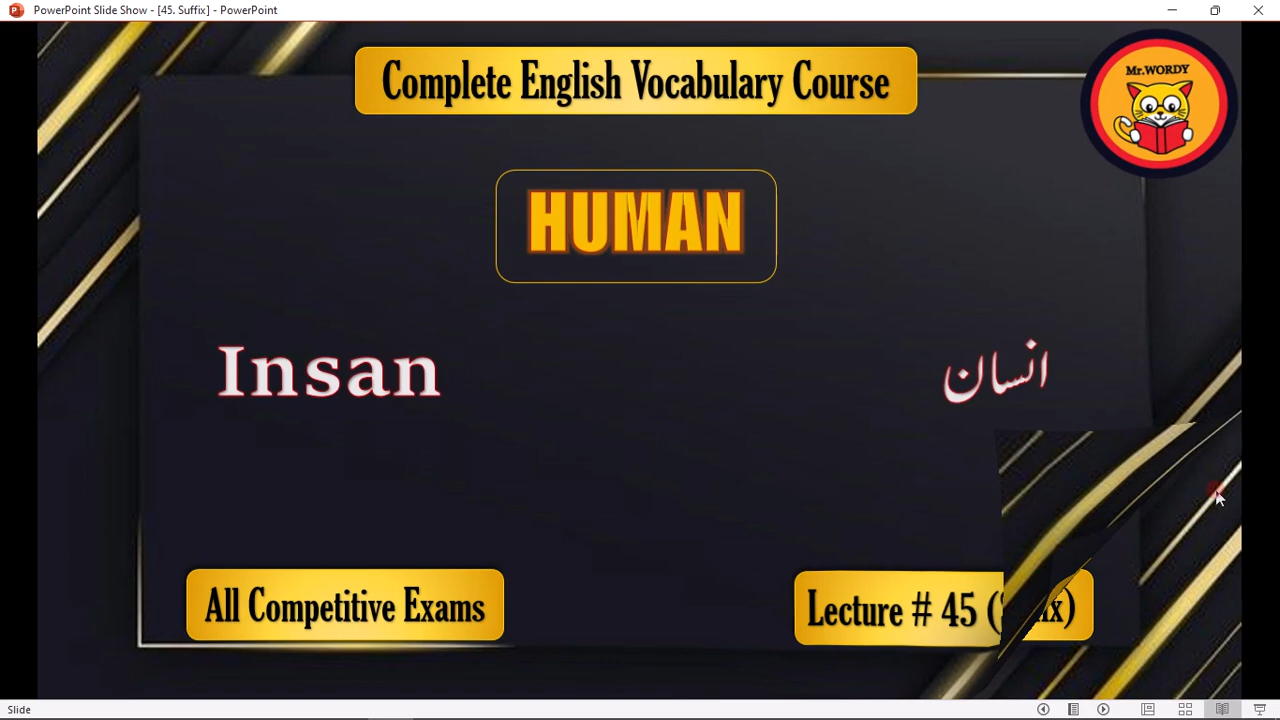 PowerPoint Slide Show - [45. Suffix] - PowerPoint
Complete English Vocabulary Course
Mr.WORDY
HUMAN
Insan
انسان
All Competitive Exams
Lecture # 45
Slide